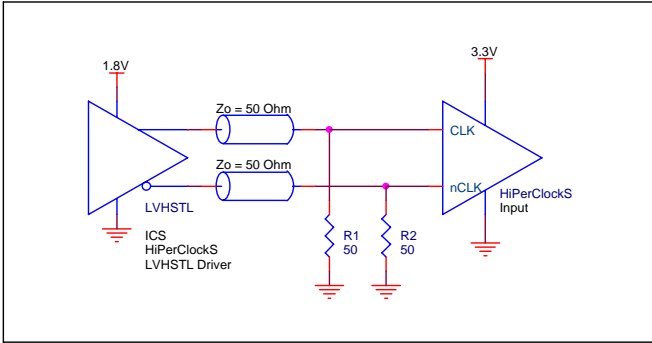 1.8V
3.3V
Zo = 50 Ohm
CLK
Zo = 50 Ohm
nCLK
LVHSTL
HiPerClockS
Input
ICS
HiPerClockS
LVHSTL Driver
R1
50
R2
50